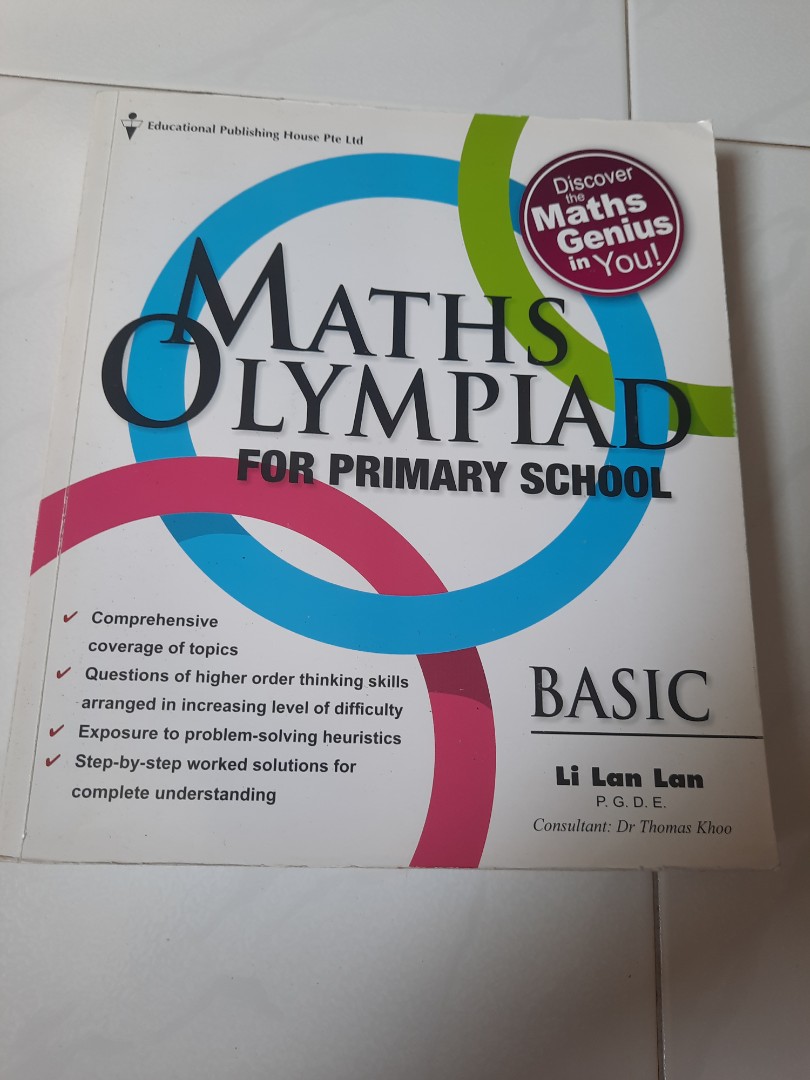 Educational Publishing House Pte Ltd
Discover
the
Maths
Genius
in You!
MATHS
OLYMPIAD
FOR PRIMARY SCHOOL
✓ Comprehensive
coverage of topics
✓ Questions of higher order thinking skills
arranged in increasing level of difficulty
✓ Exposure to problem-solving heuristics
✓ Step-by-step worked solutions for
complete understanding
BASIC
Li Lan Lan
P. G. D. E.
Consultant: Dr Thomas Khoo